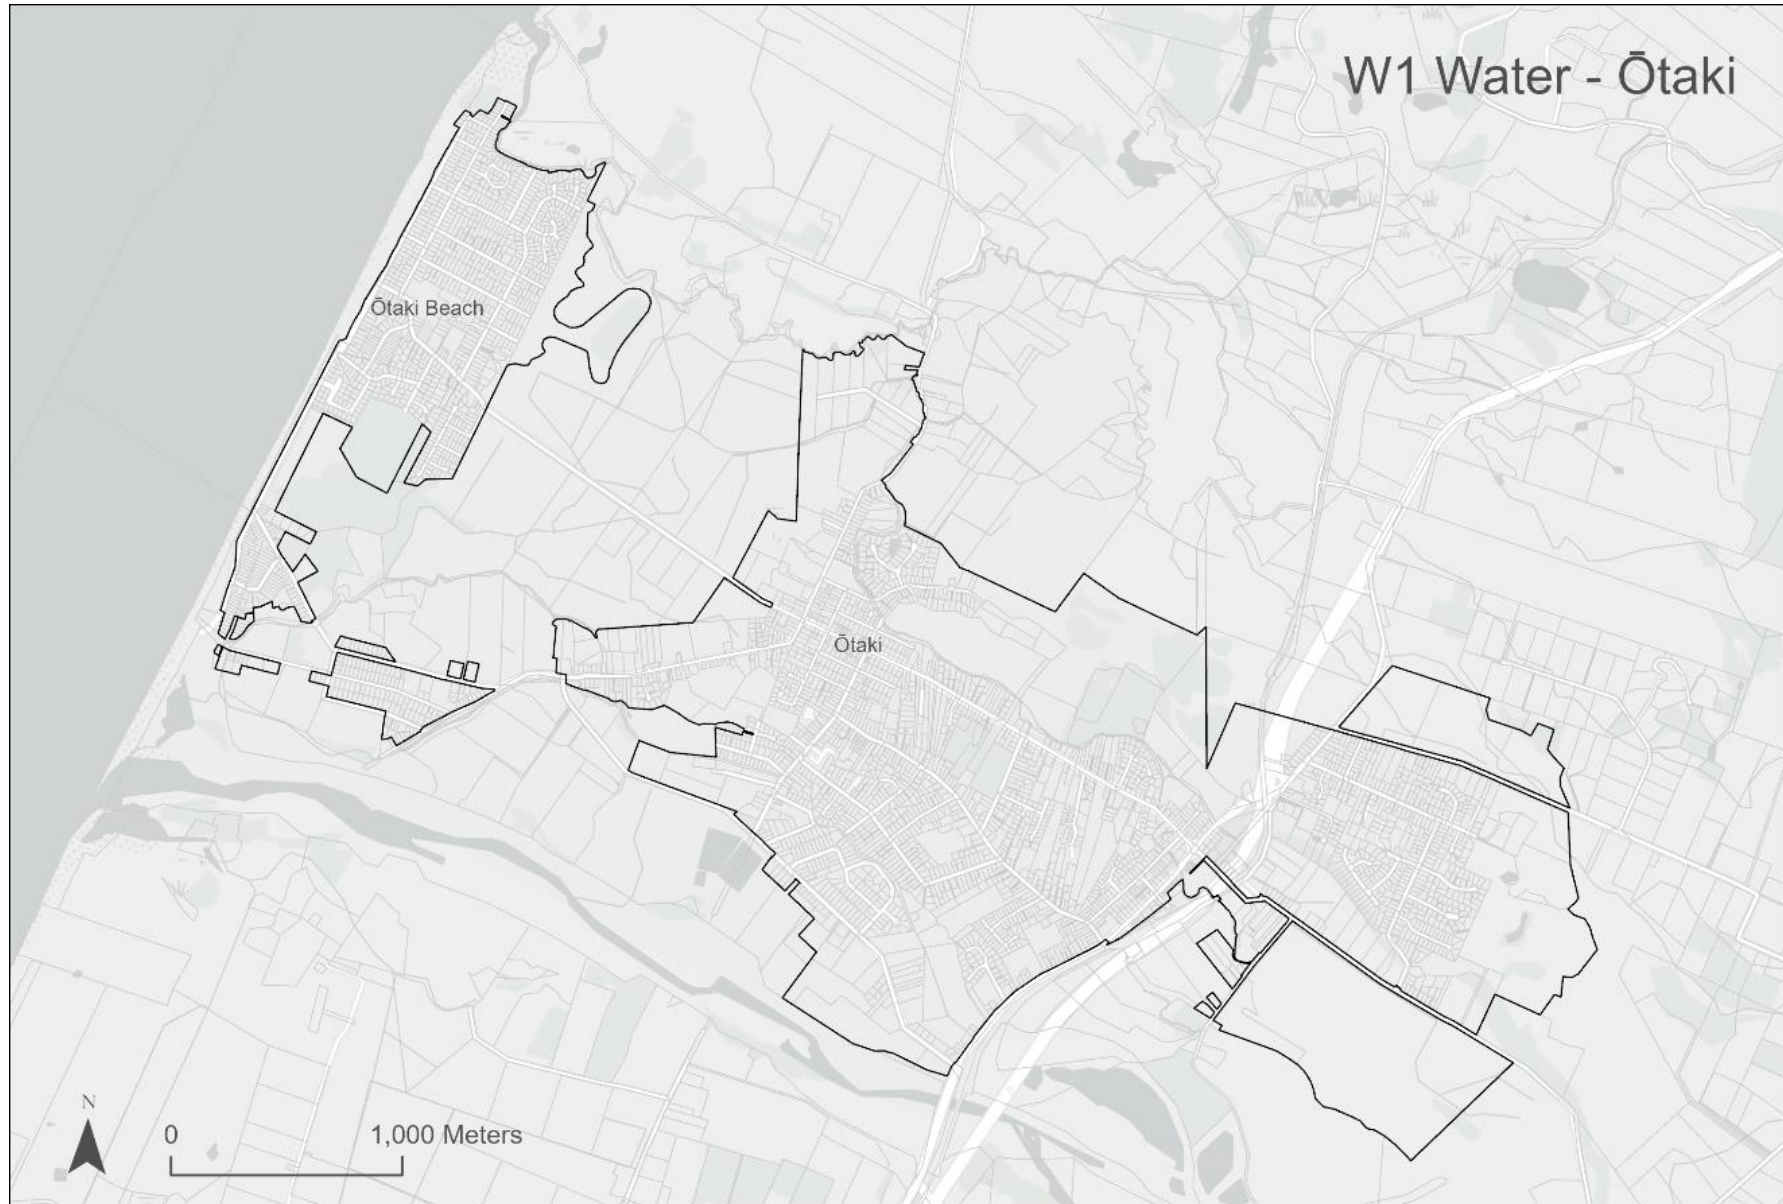 W1 Water - Ōtaki
Ōtaki Beach
Ōtaki
N
0 1,000 Meters